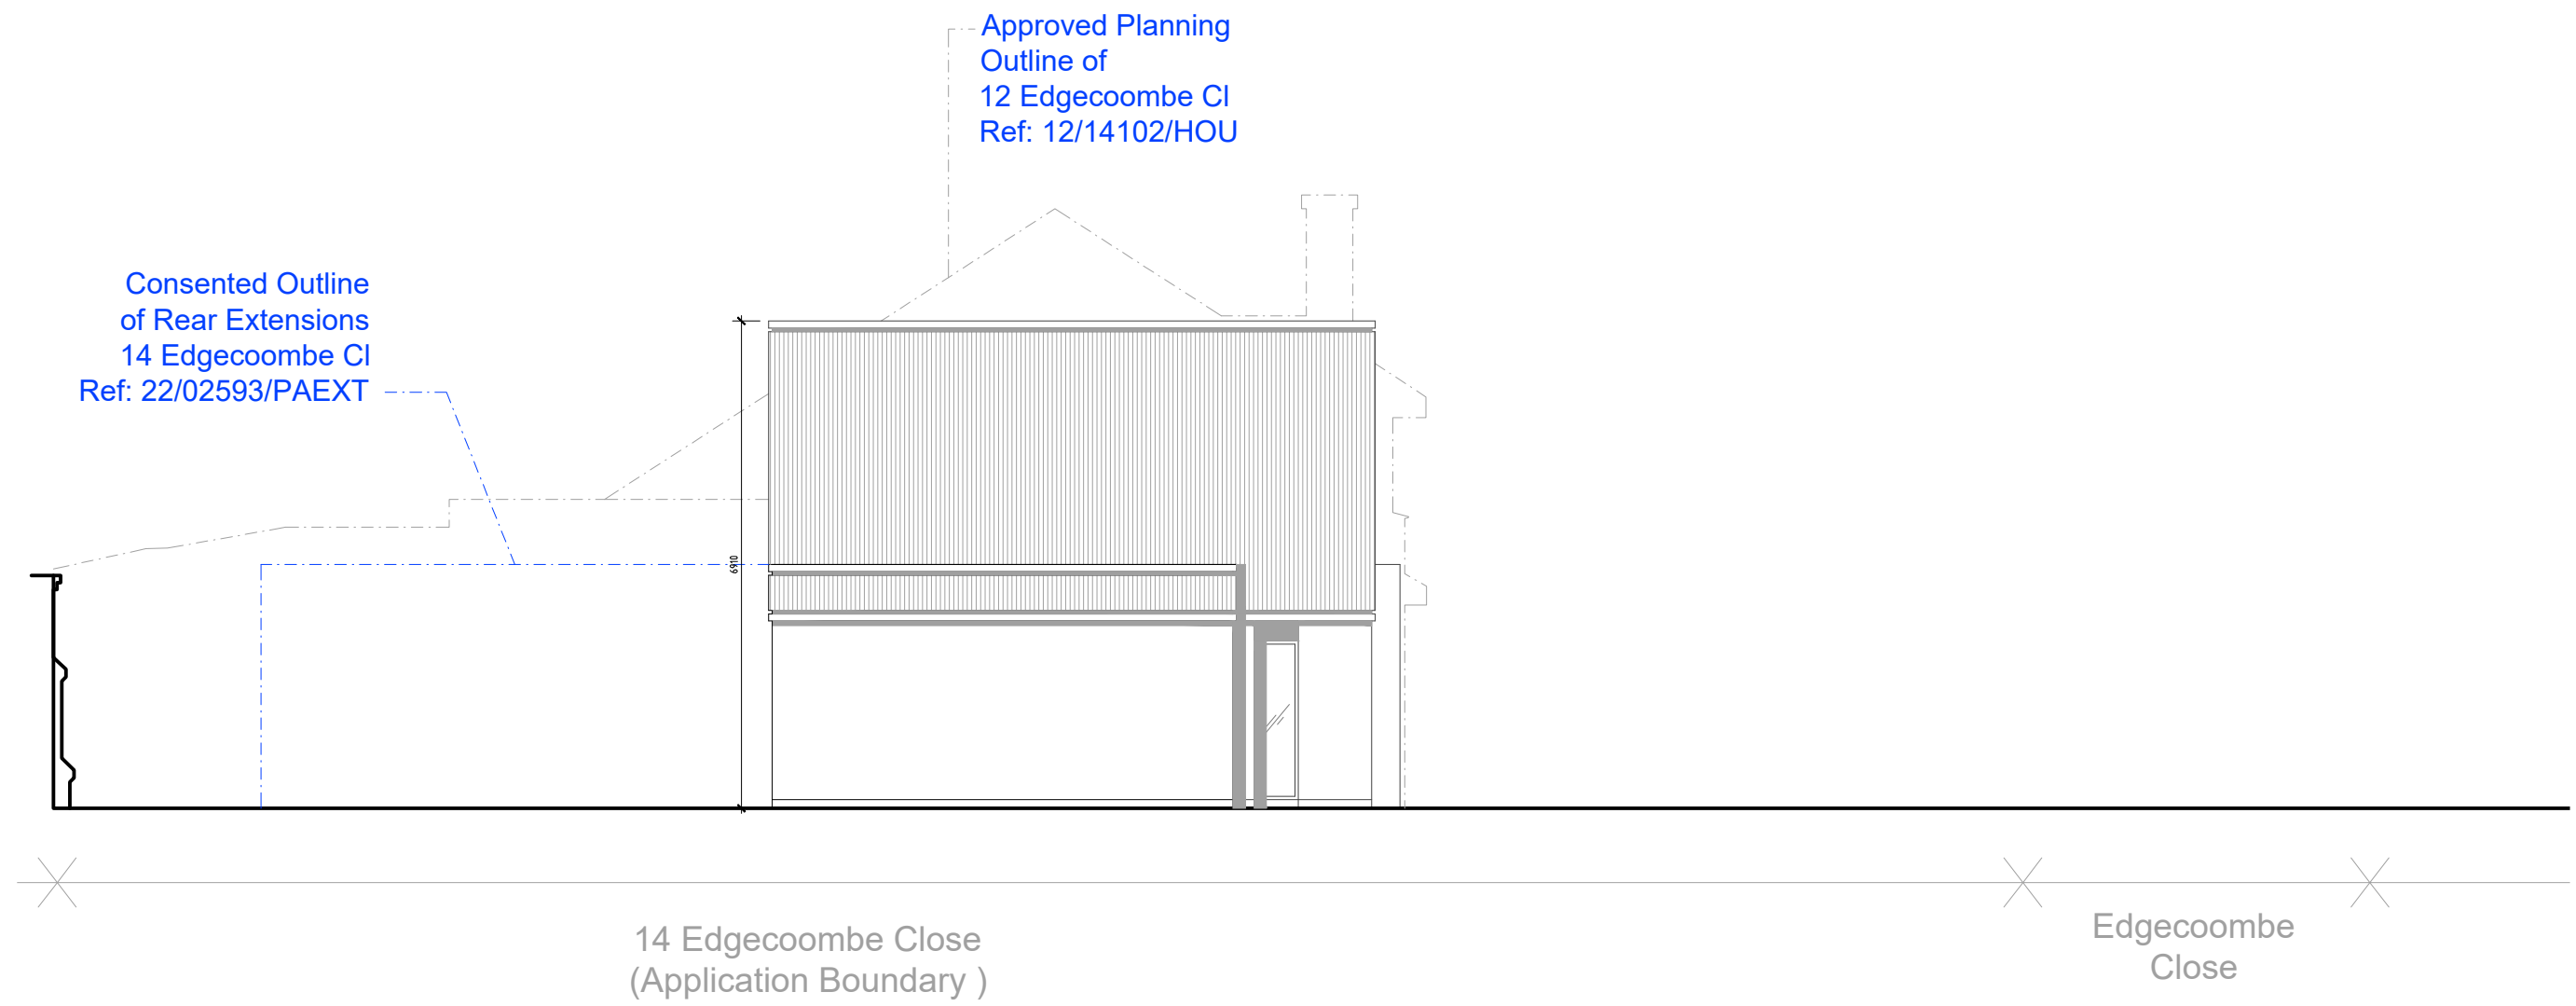 Approved Planning
Outline of
12 Edgecoombe Cl
Ref: 12/14102/HOU
Consented Outline
of Rear Extensions
14 Edgecoombe Cl
Ref: 22/02593/PAEXT
6910
14 Edgecoombe Close
(Application Boundary )
Edgecoombe
Close